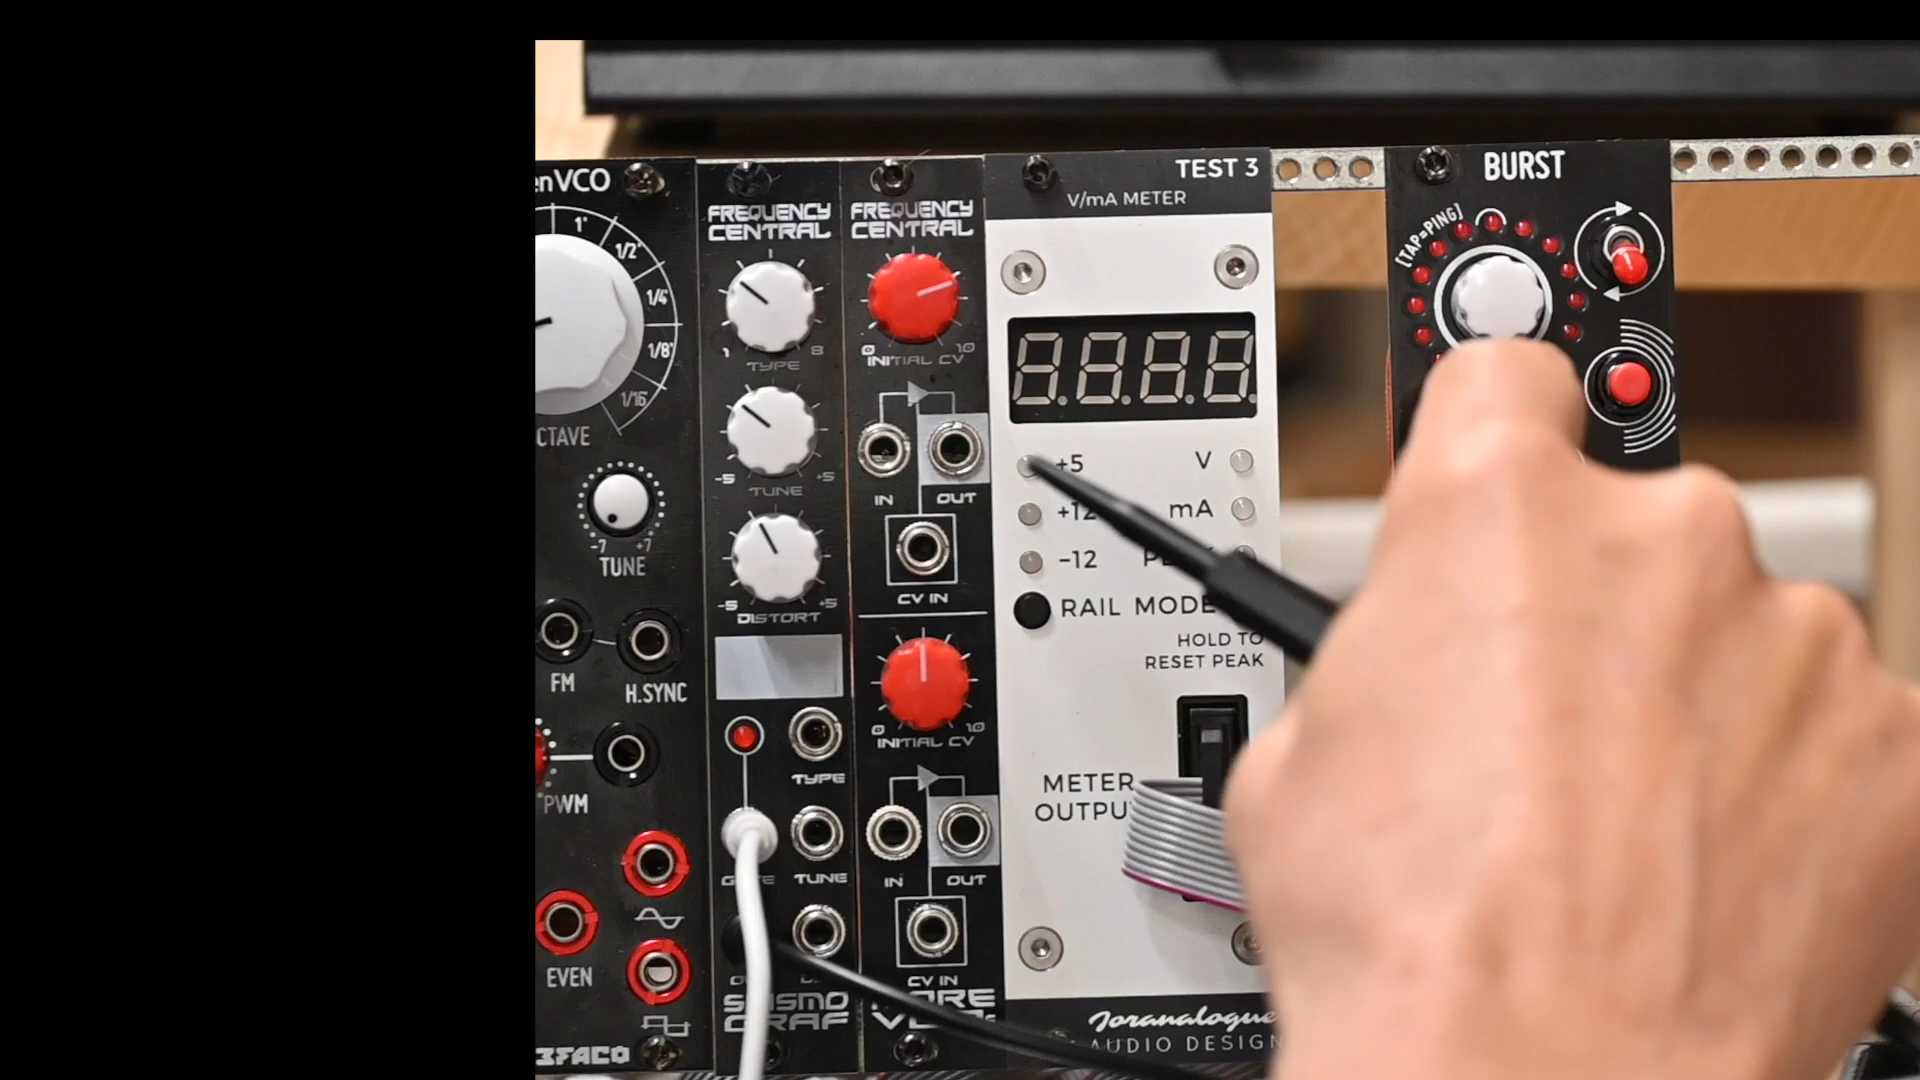 nVCO
1'
1/2'
1/4'
1/8'
1/16'
CTAVE
-7 +7
TUNE
FM
H.SYNC
PWM
EVEN
FACO
FREQUENCY
CENTRAL
1 8
TYPE
-5 +5
TUNE
-5 +5
DISTORT
TYPE
TUNE
FREQUENCY
CENTRAL
0 10
INITIAL CV
IN OUT
CV IN
0 10
INITIAL CV
IN OUT
CV IN
TEST 3
V/mA METER
+5 V
+12 mA
-12
RAIL MODE
HOLD TO
RESET PEAK
METER
OUTPU
Joranalogue
AUDIO DESIGN
BURST
[TAP=PING]